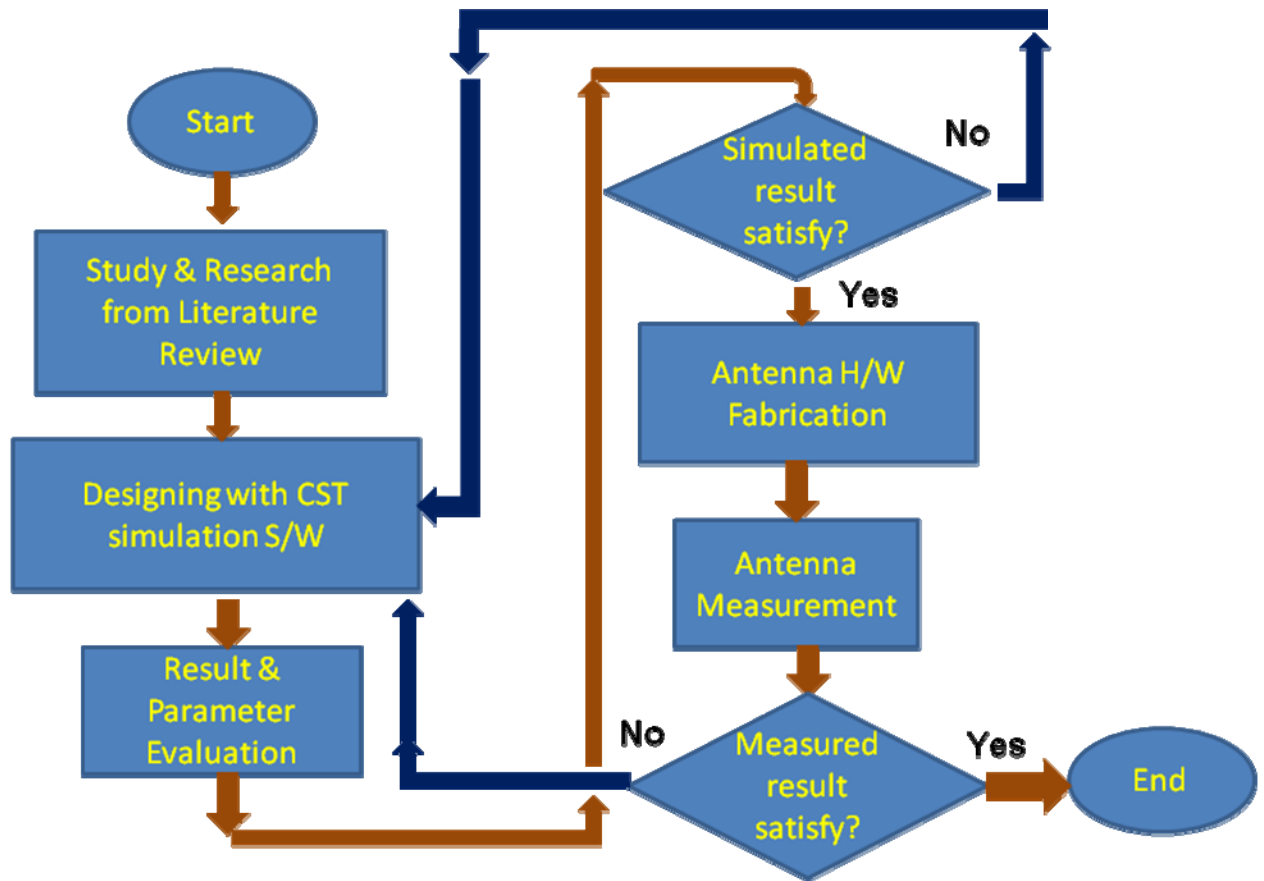 Start
Study & Research
from Literature
Review
Designing with CST
simulation S/W
Result &
Parameter
Evaluation
Simulated
result
satisfy?
No
Yes
Antenna H/W
Fabrication
Antenna
Measurement
Measured
result
satisfy?
No
Yes
End